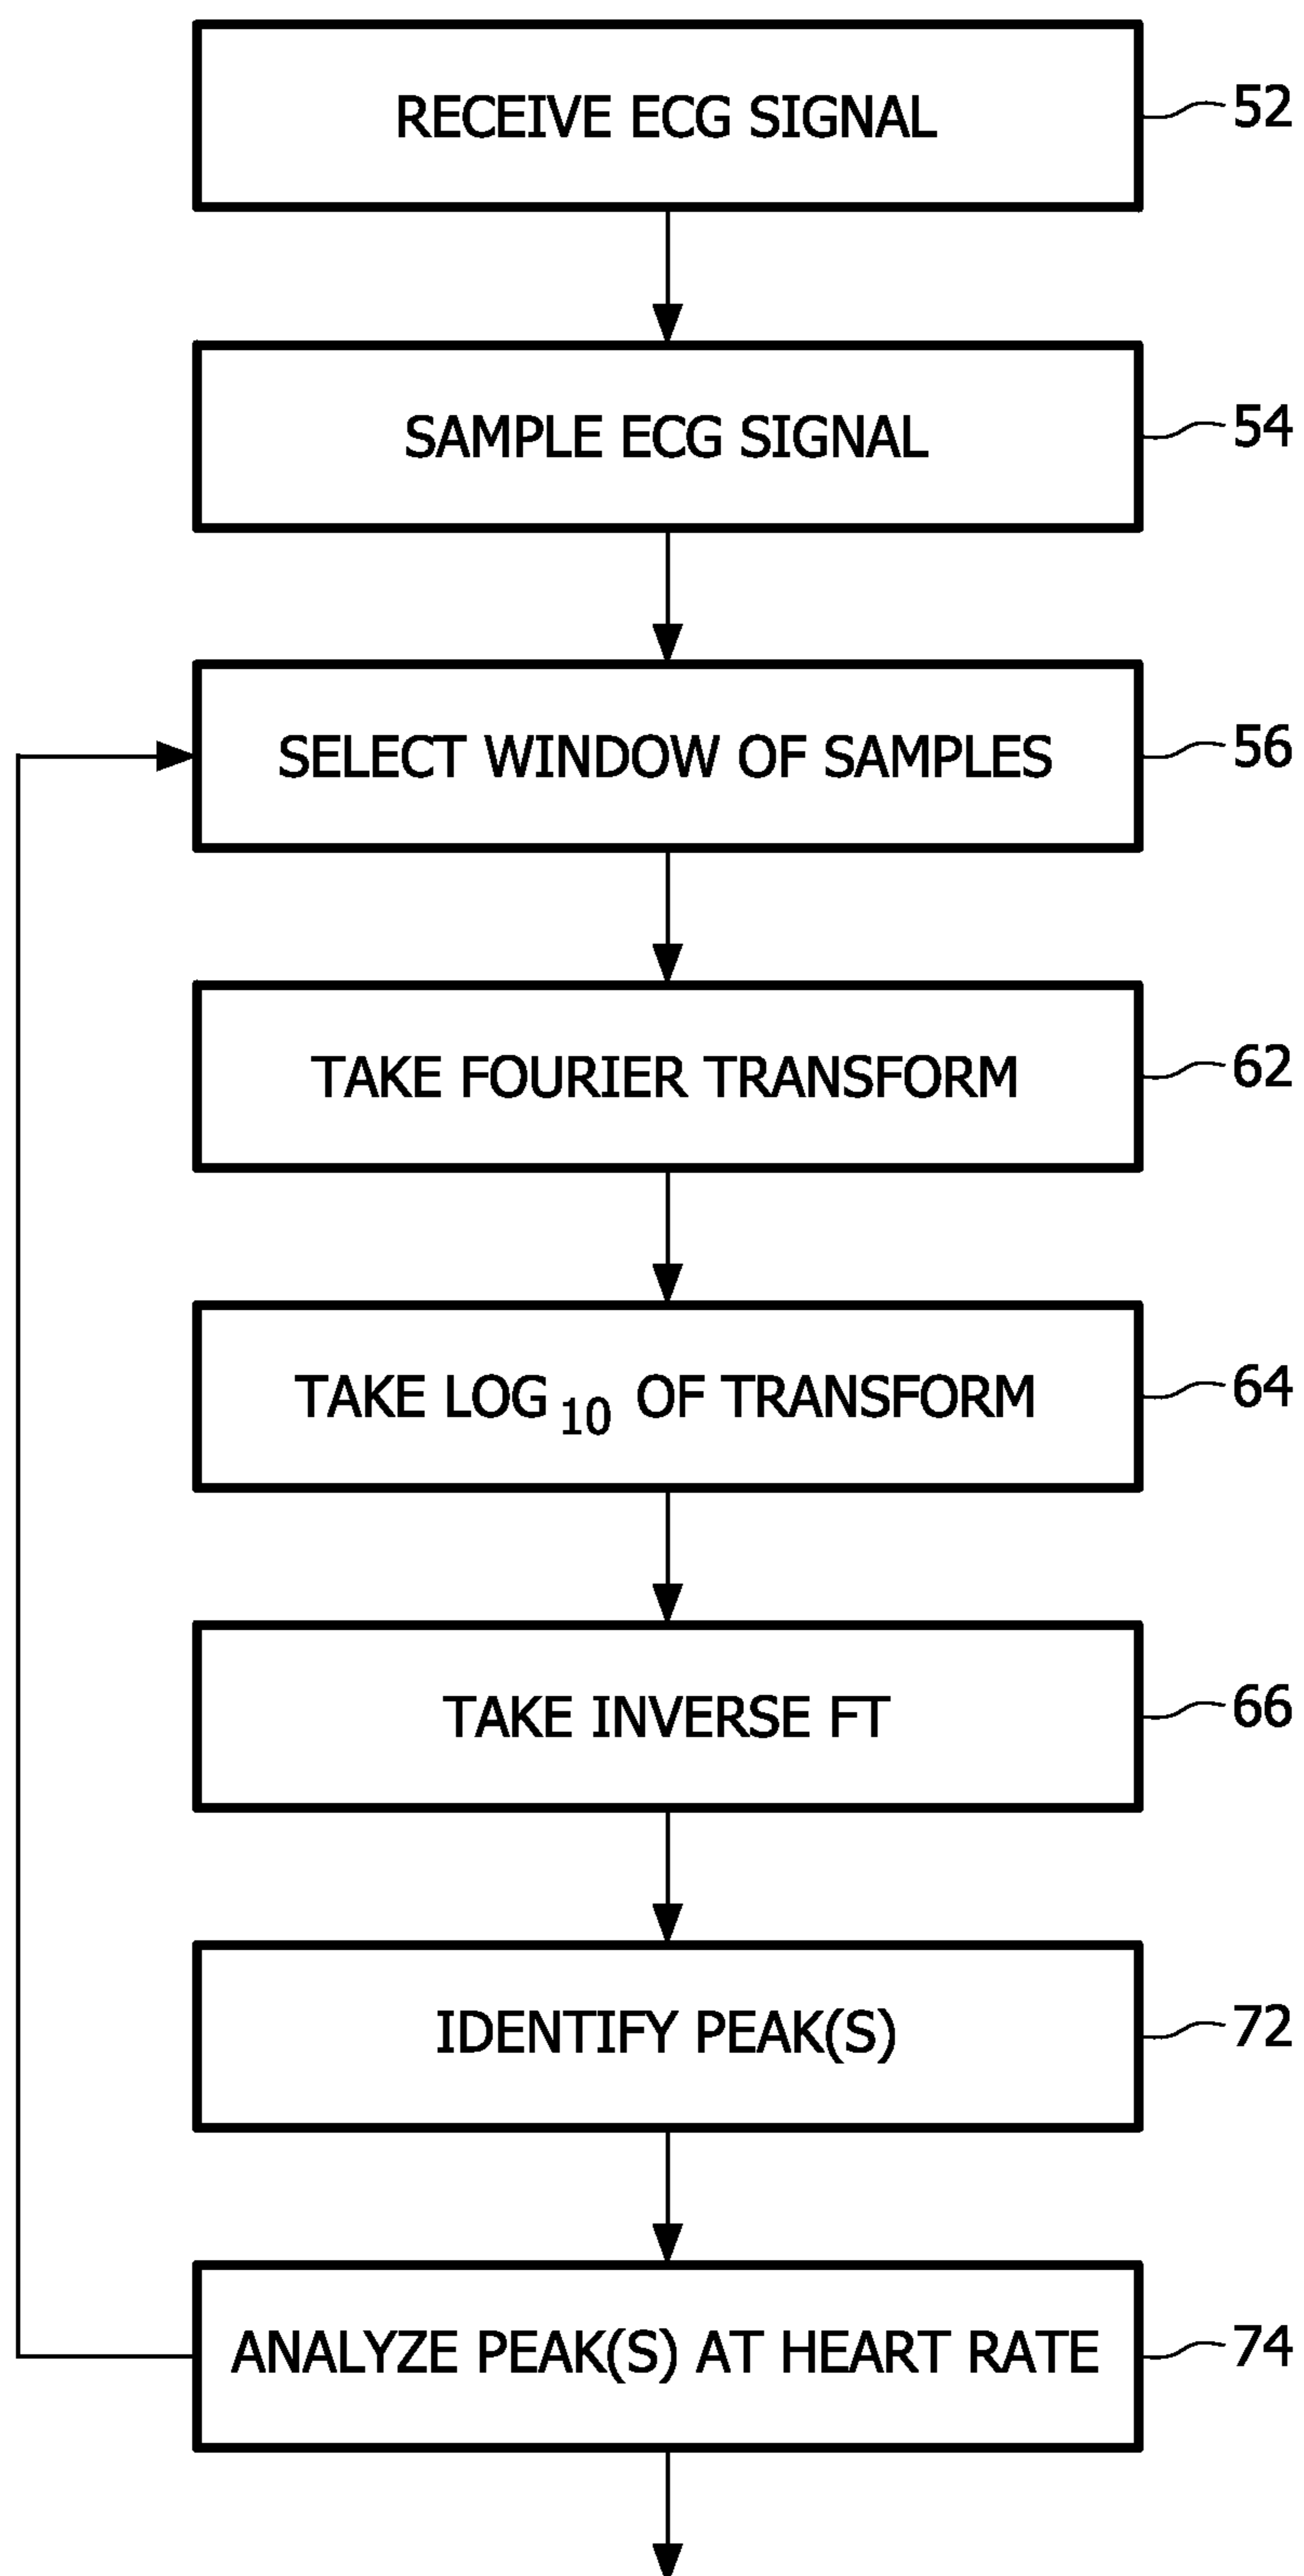 RECEIVE ECG SIGNAL
52
SAMPLE ECG SIGNAL
54
SELECT WINDOW OF SAMPLES
56
TAKE FOURIER TRANSFORM
62
TAKE LOG 10 OF TRANSFORM
64
TAKE INVERSE FT
66
IDENTIFY PEAK(S)
72
ANALYZE PEAK(S) AT HEART RATE
74